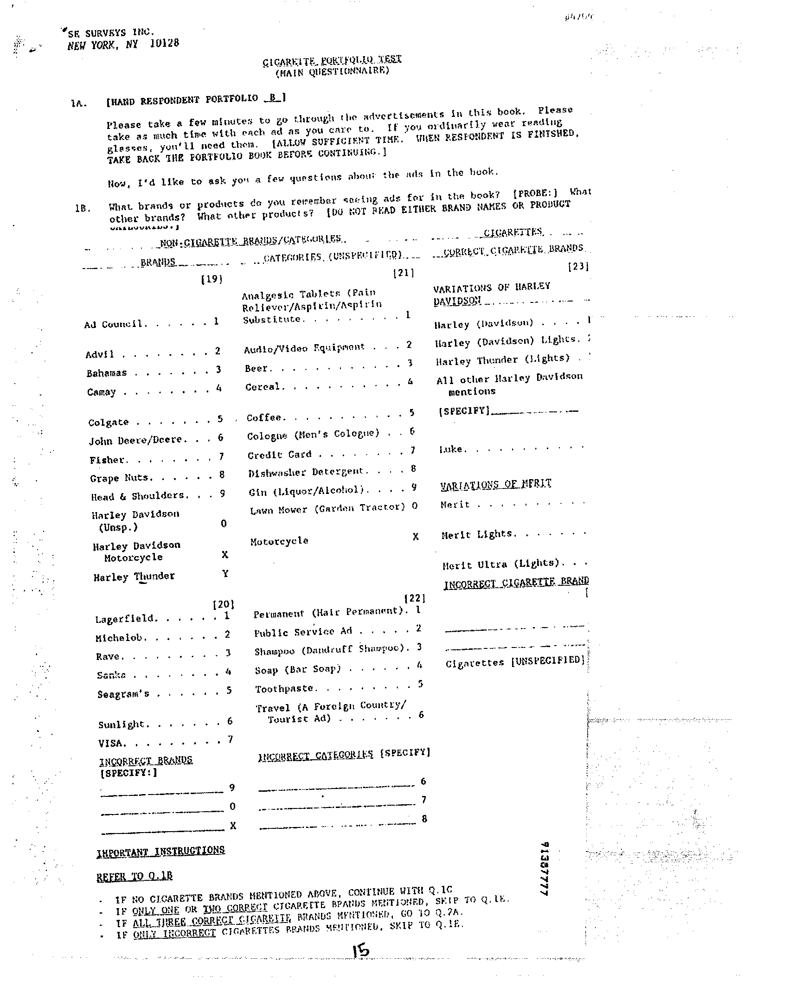 SE SURVEYS INC.
NEW YORK, NY 10128
CIGARETTE PORTFOLIO TEST
(MAIN QUESTIONNAIRE)
1A. [HAND RESPONDENT PORTFOLIO B ]
Please take a few minutes to go through the advertisements in this book. Please
take as much time with each ad as you care to. If you ordinarily wear reading
glasses, you'll need them. [ALLOW SUFFICIENT TIME. WHEN RESPONDENT IS FINISHED,
TAKE BACK THE PORTFOLIO BOOK BEFORE CONTINUING.]
Now, I'd like to ask you a few questions about the ads in the book.
1B. What brands or products do you remember seeing ads for in the book? [PROBE:] What
other brands? What other products? [DO NOT READ EITHER BRAND NAMES OR PRODUCT
NON-CIGARETTE BRANDS/CATEGORIES
BRANDS
[19]
Ad Council. . . . . . 1
Advil . . . . . . . . 2
Bahamas . . . . . . . 3
Camay . . . . . . . . 4
Colgate . . . . . . . 5
John Deere/Deere. . . 6
Fisher. . . . . . . . 7
Grape Nuts. . . . . . 8
Head & Shoulders. . . 9
Harley Davidson
(Unsp.) 0
Harley Davidson
Motorcycle X
Harley Thunder Y
[20]
Lagerfield. . . . . . 1
Michelob. . . . . . . 2
Rave. . . . . . . . . 3
Sanka . . . . . . . . 4
Seagram's . . . . . . 5
Sunlight. . . . . . . 6
VISA. . . . . . . . . 7
INCORRECT BRANDS
[SPECIFY:]
9
0
X
CATEGORIES (UNSPECIFIED)
[21]
Analgesic Tablets (Pain
Reliever/Aspirin/Aspirin
Substitute. . . . . . . . . 1
Audio/Video Equipment . . . 2
Beer. . . . . . . . . . . . 3
Cereal. . . . . . . . . . . 4
Coffee. . . . . . . . . . . 5
Cologne (Men's Cologne) . . 6
Credit Card . . . . . . . . 7
Dishwasher Detergent. . . . 8
Gin (Liquor/Alcohol). . . . 9
Lawn Mower (Garden Tractor) 0
Motorcycle X
[22]
Permanent (Hair Permanent). 1
Public Service Ad . . . . . 2
Shampoo (Dandruff Shampoo). 3
Soap (Bar Soap) . . . . . . 4
Toothpaste. . . . . . . . . 5
Travel (A Foreign Country/
Tourist Ad) . . . . . . . 6
INCORRECT CATEGORIES [SPECIFY]
6
7
8
CIGARETTES
CORRECT CIGARETTE BRANDS
[23]
VARIATIONS OF HARLEY
DAVIDSON
Harley (Davidson) . . . . 1
Harley (Davidson) Lights.
Harley Thunder (Lights) .
All other Harley Davidson
mentions
[SPECIFY]
Luke. . . . . . . . . . .
VARIATIONS OF MERIT
Merit . . . . . . . . . .
Merit Lights. . . . . . .
Merit Ultra (Lights). . .
INCORRECT CIGARETTE BRAND
[
Cigarettes [UNSPECIFIED]
IMPORTANT INSTRUCTIONS
REFER TO Q.1B
- IF NO CIGARETTE BRANDS MENTIONED ABOVE, CONTINUE WITH Q.1C
- IF ONLY ONE OR TWO CORRECT CIGARETTE BRANDS MENTIONED, SKIP TO Q.1E.
- IF ALL THREE CORRECT CIGARETTE BRANDS MENTIONED, GO TO Q.2A.
- IF ONLY INCORRECT CIGARETTES BRANDS MENTIONED, SKIP TO Q.1E.
91387777
15